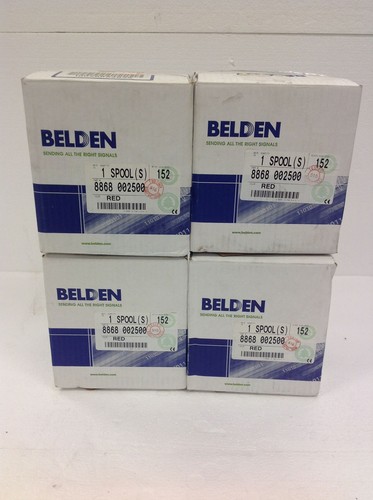 BELDEN
SENDING ALL THE RIGHT SIGNALS
1 SPOOL(S) 152
8868 002500
RED
BELDEN
SENDING ALL THE RIGHT SIGNALS
1 SPOOL(S) 152
8868 002500
RED
BELDEN
SENDING ALL THE RIGHT SIGNALS
1 SPOOL(S) 152
8868 002500
RED
BELDEN
SENDING ALL THE RIGHT SIGNALS
1 SPOOL(S) 152
8868 002500
RED